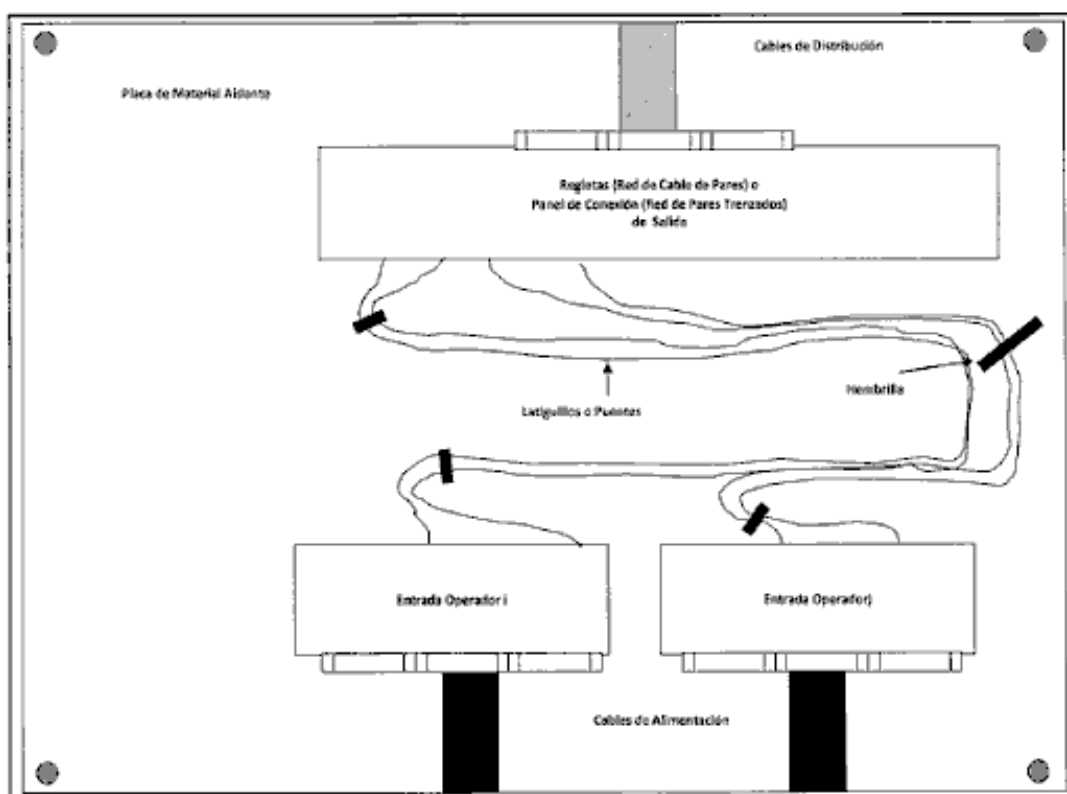 Cables de Distribución
Placa de Material Aislante
Regletas (Red de Cable de Pares) o
Panel de Conexión (Red de Pares Trenzados)
de Salida
Hembrilla
Latiguillos o Puentes
Entrada Operador i
Entrada Operador j
Cables de Alimentación